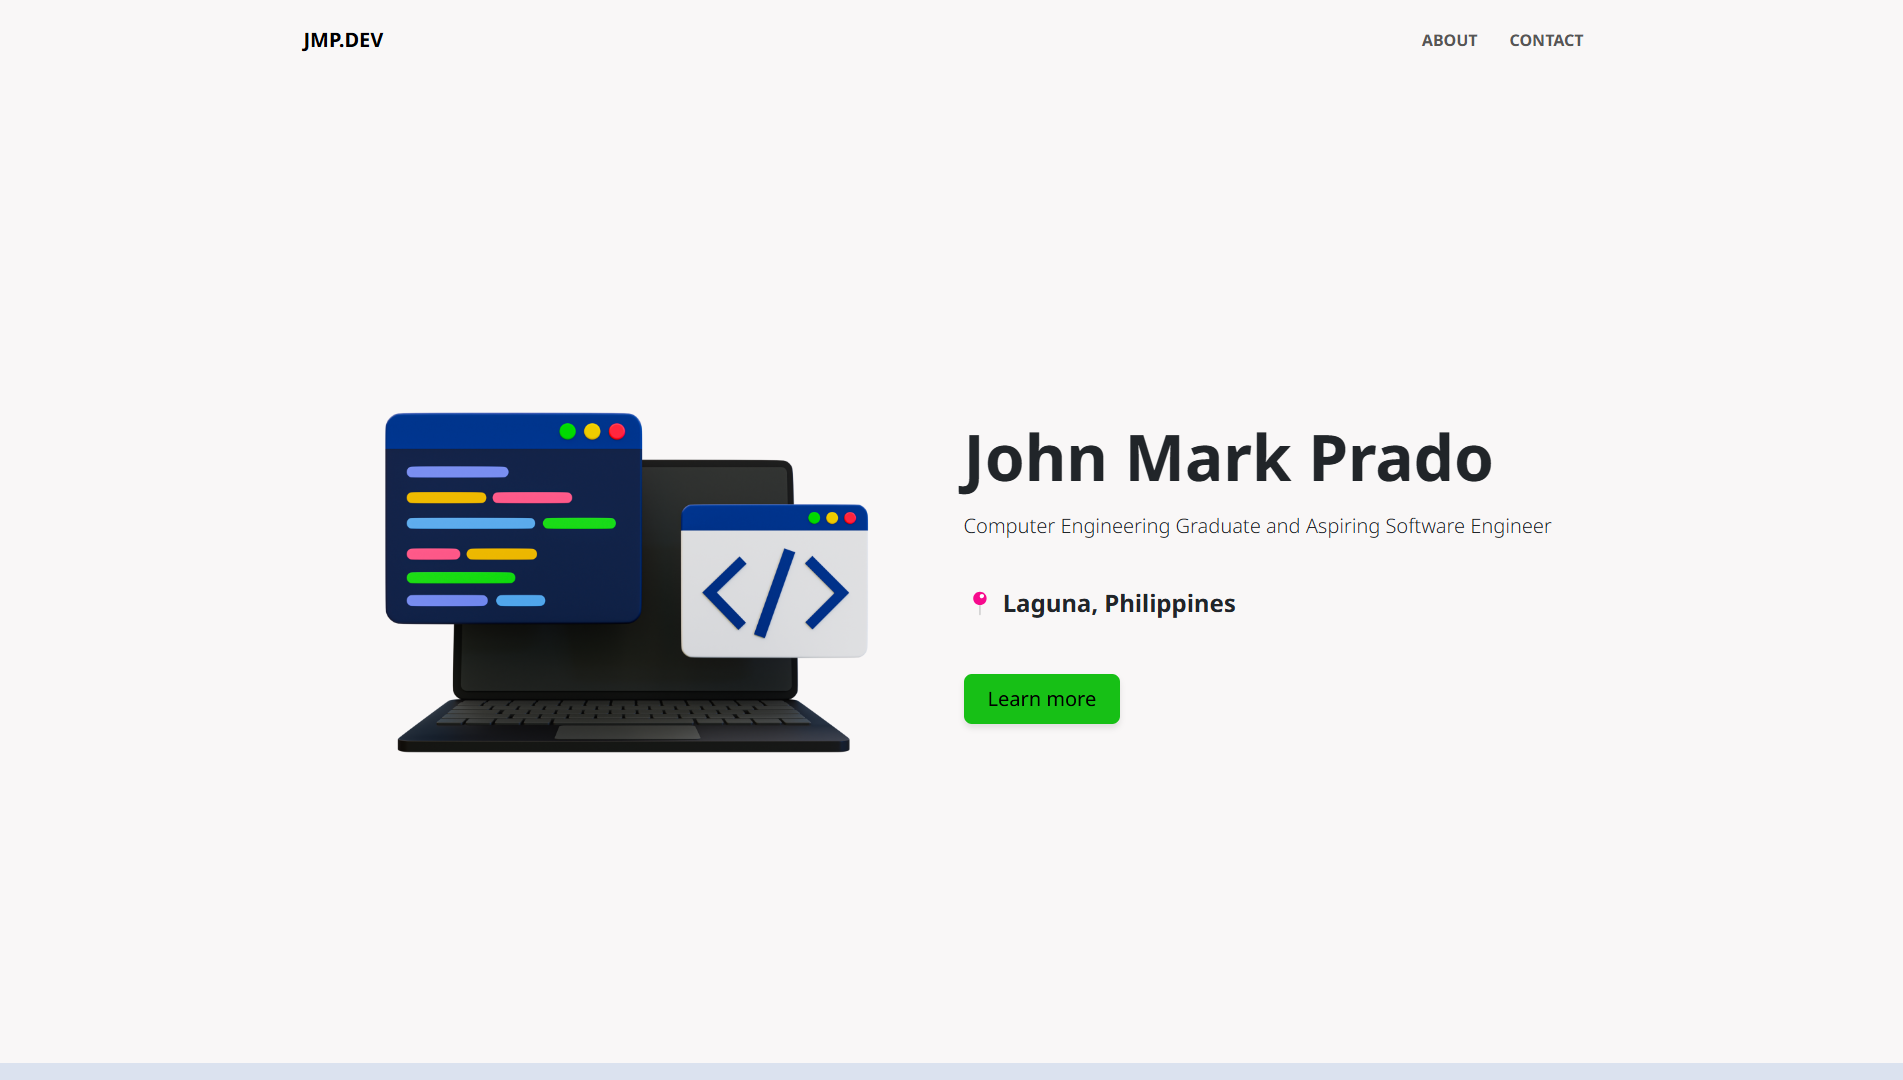 JMP.DEV
ABOUT
CONTACT
</>
John Mark Prado
Computer Engineering Graduate and Aspiring Software Engineer
Laguna, Philippines
Learn more